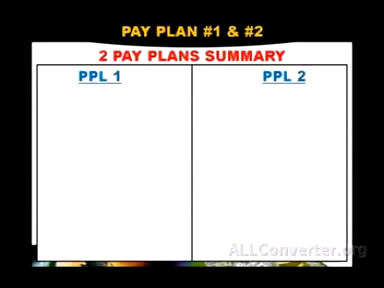 PAY PLAN #1 & #2
2 PAY PLANS SUMMARY
PPL 1
PPL 2
ALLConverter.org